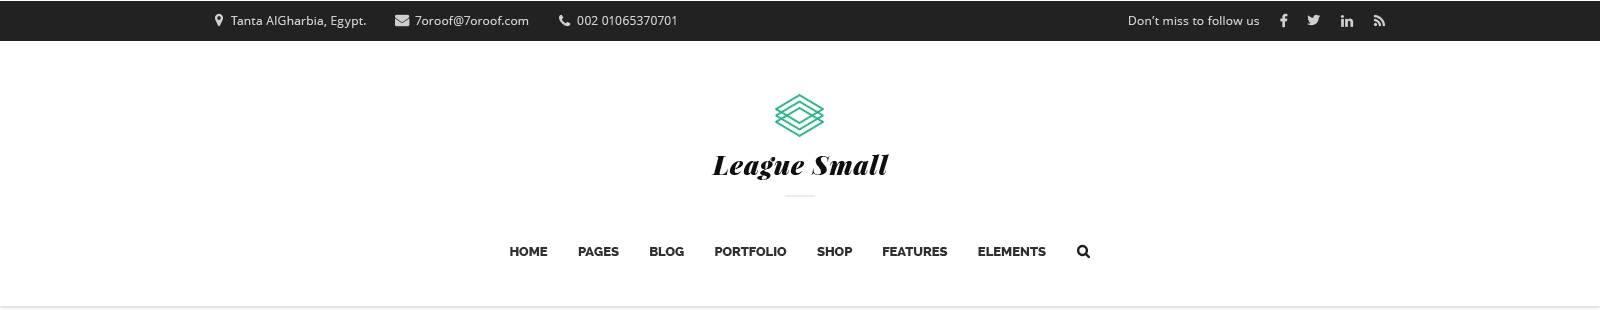 Tanta AlGharbia, Egypt. 7oroof@7oroof.com 002 01065370701 Don't miss to follow us
League Small
HOME PAGES BLOG PORTFOLIO SHOP FEATURES ELEMENTS